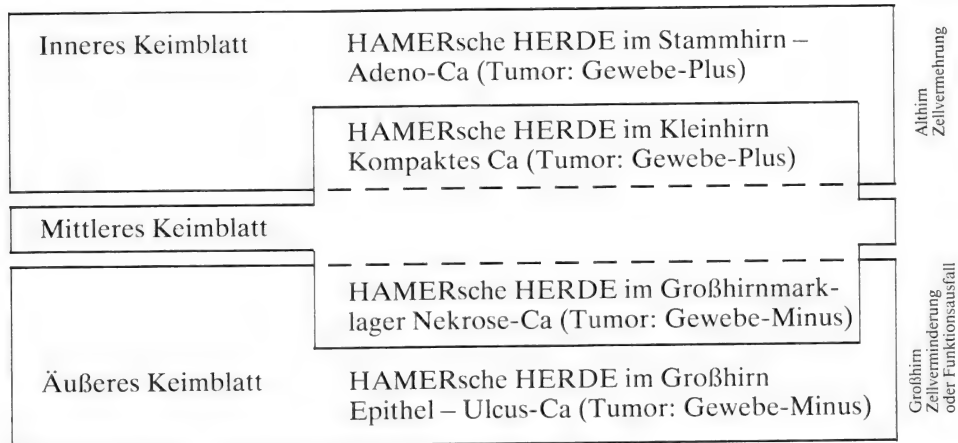 Inneres Keimblatt
HAMERsche HERDE im Stammhirn –
Adeno-Ca (Tumor: Gewebe-Plus)
HAMERsche HERDE im Kleinhirn
Kompaktes Ca (Tumor: Gewebe-Plus)
Althirn
Zellvermehrung
Mittleres Keimblatt
HAMERsche HERDE im Großhirnmark-
lager Nekrose-Ca (Tumor: Gewebe-Minus)
Äußeres Keimblatt
HAMERsche HERDE im Großhirn
Epithel – Ulcus-Ca (Tumor: Gewebe-Minus)
Großhirn
Zellverminderung
oder Funktionsausfall